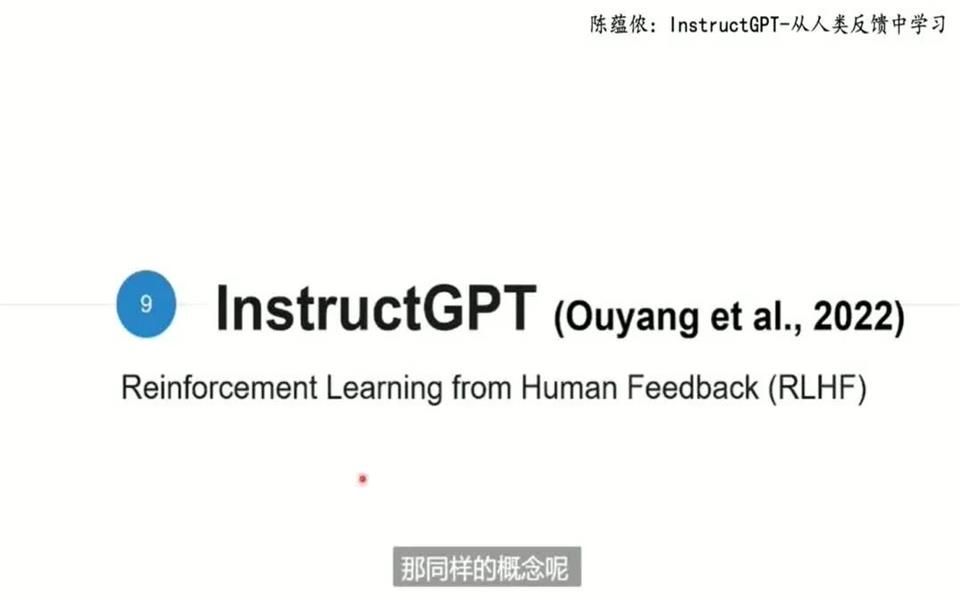 陈蕴侬: InstructGPT-从人类反馈中学习
9
InstructGPT (Ouyang et al., 2022)
Reinforcement Learning from Human Feedback (RLHF)
那同样的概念呢